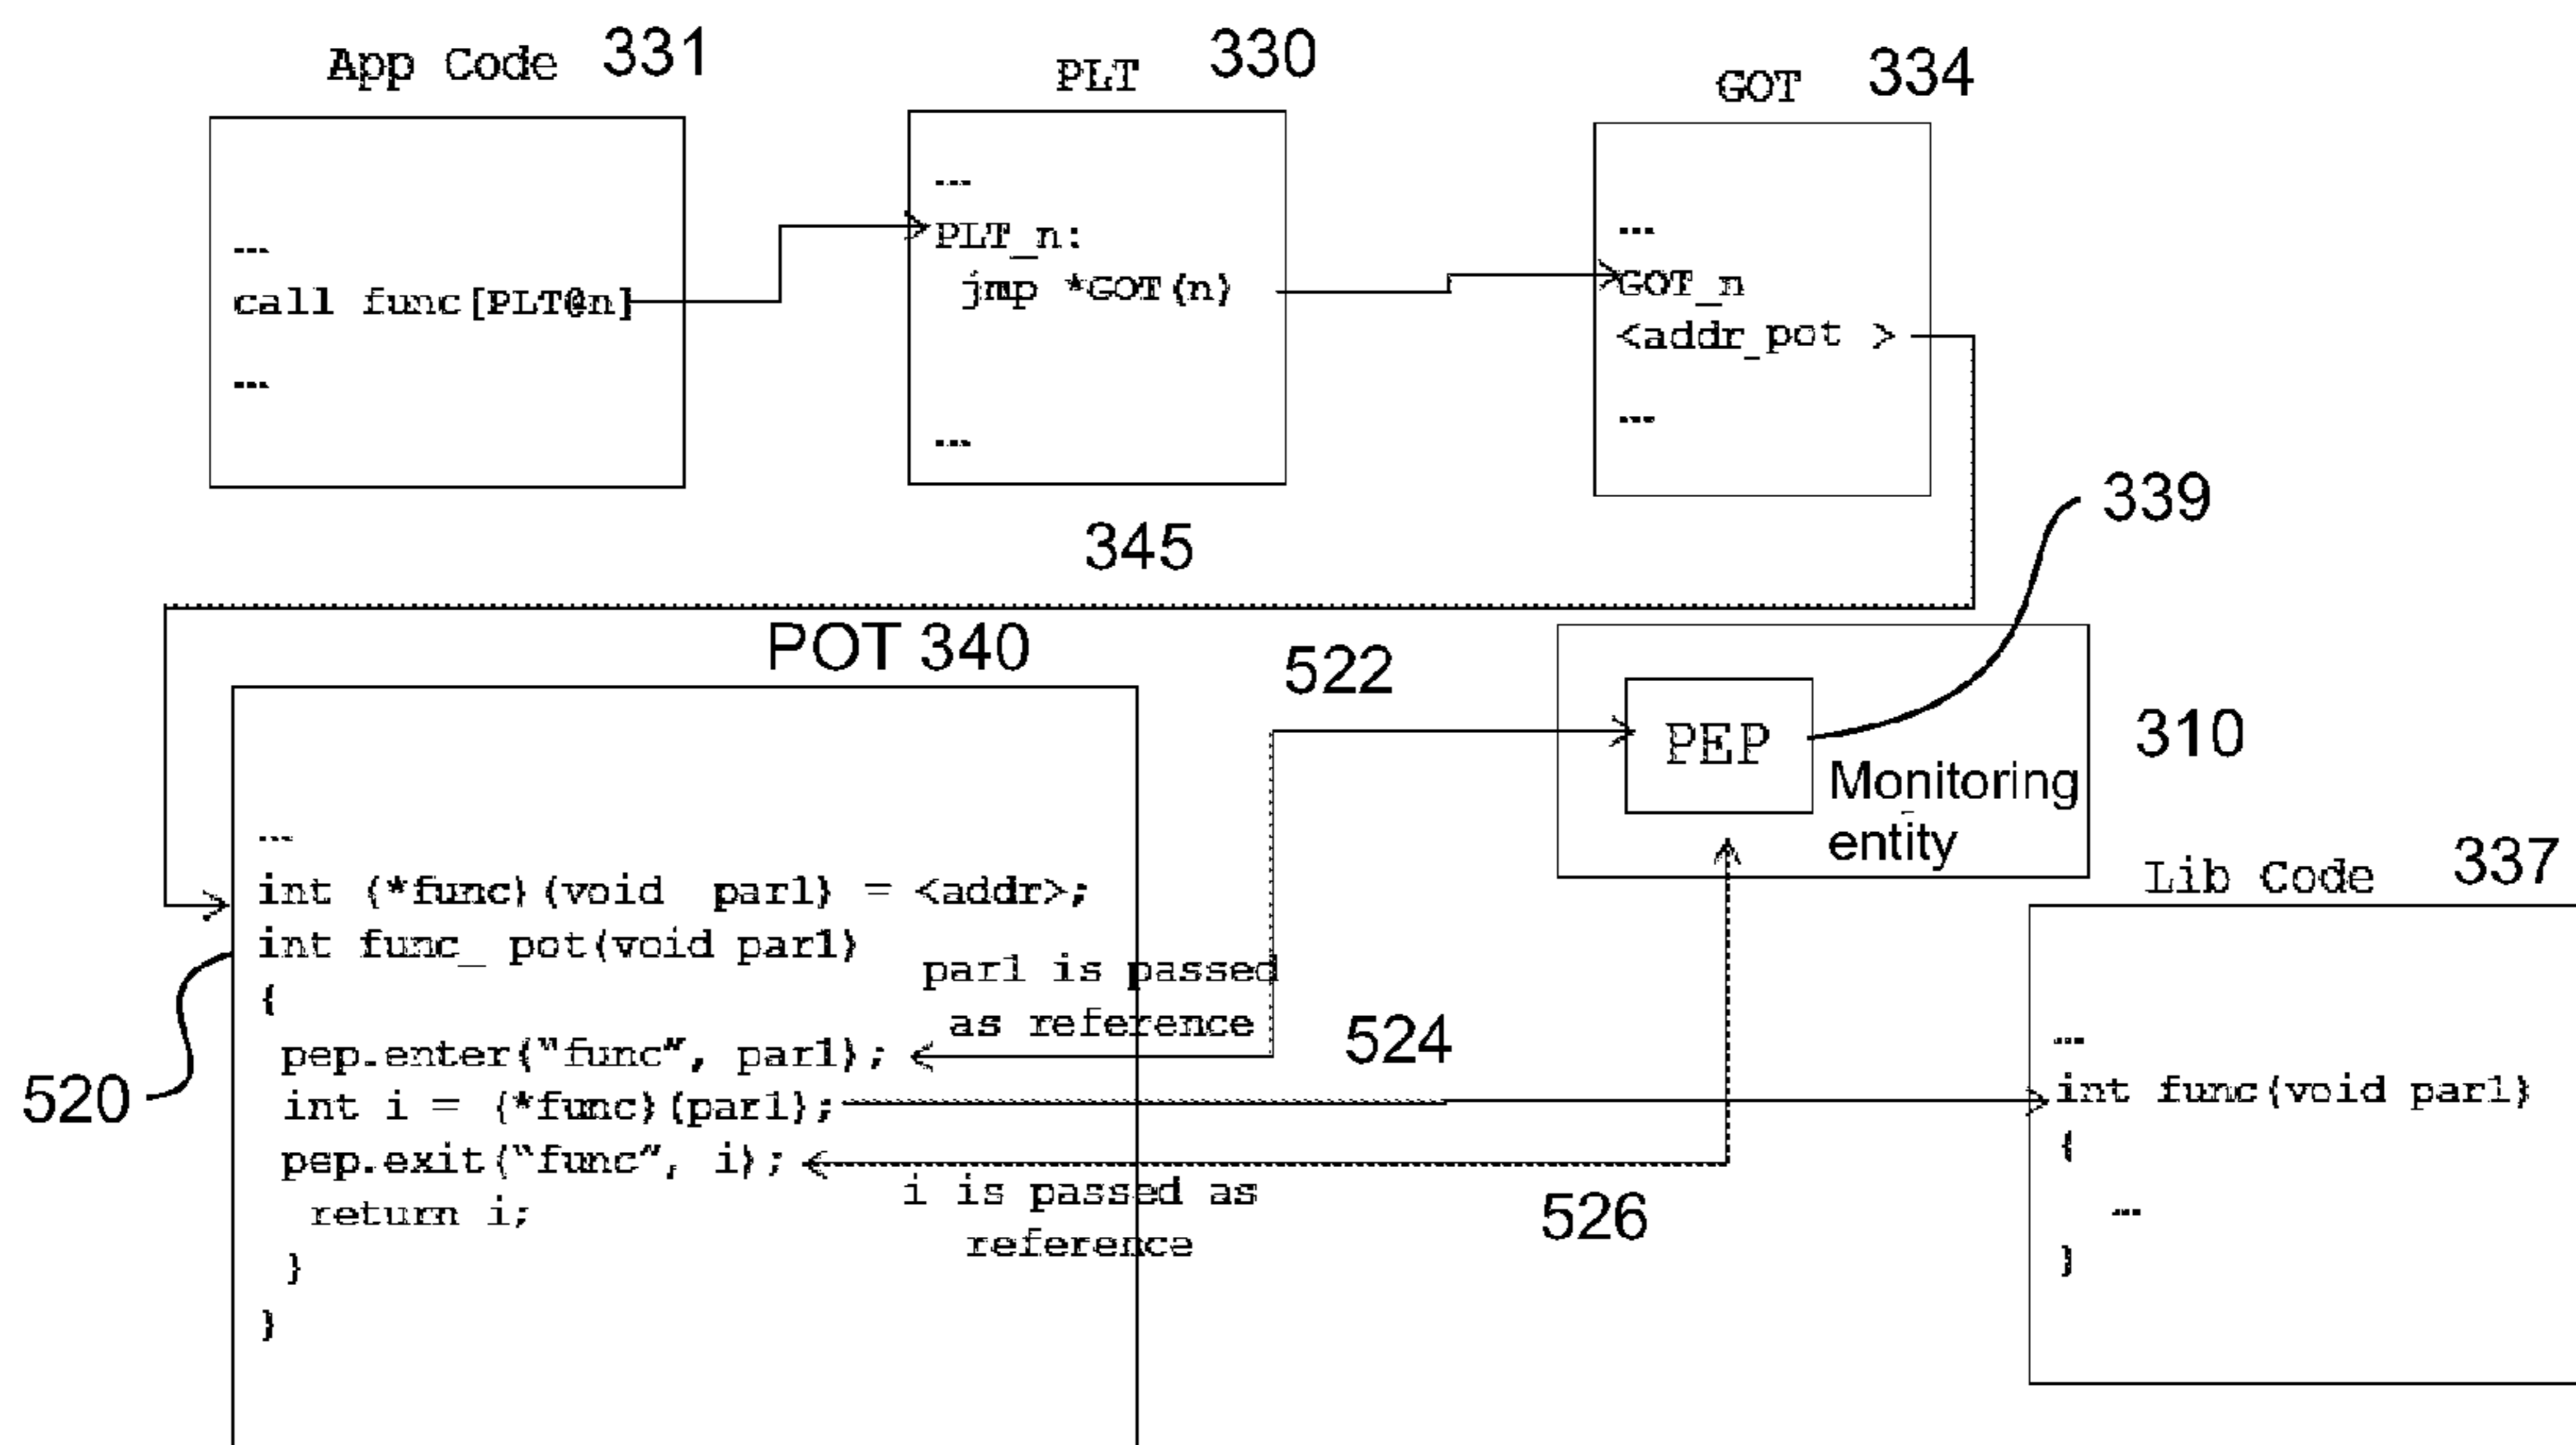 App Code 331
...
call func[PLT@n]
...
PLT 330
...
PLT_n:
jmp *GOT(n)
...
GOT 334
...
GOT_n
<addr_pot >
...
345
339
POT 340
...
int (*func)(void par1) = <addr>;
int func_ pot(void par1)
{
pep.enter("func", par1);
int i = (*func)(par1);
pep.exit("func", i);
return i;
}
}
520
par1 is passed
as reference
522
524
i is passed as
reference
526
PEP
Monitoring
entity
310
Lib Code 337
...
int func(void par1)
{
...
}